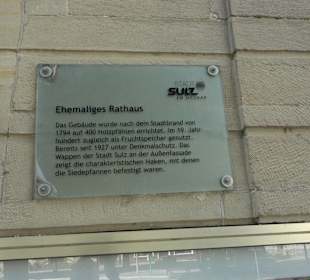 STADT
SULZ
AM NECKAR
Ehemaliges Rathaus
Das Gebäude wurde nach dem Stadtbrand von
1794 auf 400 Holzpfählen errichtet. Im 19. Jahr
hundert zugleich als Fruchtspeicher genutzt.
Bereits seit 1927 unter Denkmalschutz. Das
Wappen der Stadt Sulz an der Außenfassade
zeigt die charakteristischen Haken, mit denen
die Siedepfannen befestigt waren.